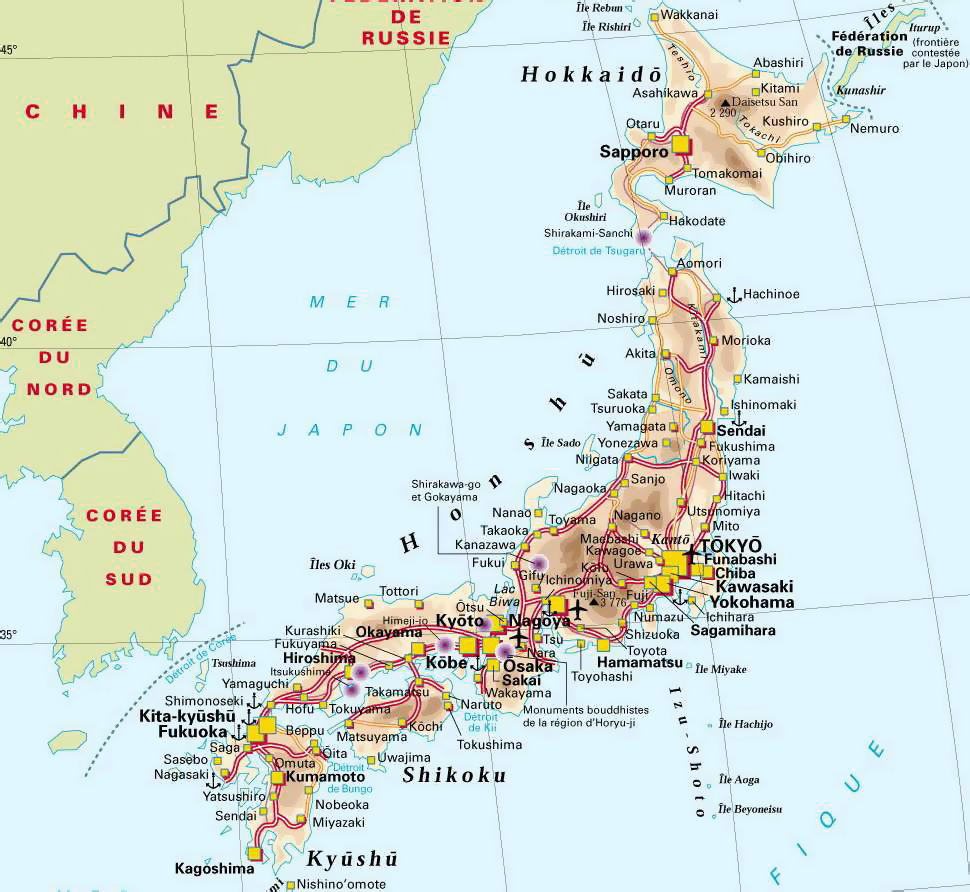 FÉDÉRATION
DE
RUSSIE
Île Rebun
Île Rishiri
Wakkanai
Îles
Iturup
Fédération
de Russie
(frontière
contestée
par le Japon)
45°
Teshio
Abashiri
Hokkaidō
Kitami
Kunashir
Asahikawa
Daisetsu San
2 290
CHINE
Otaru
Tokachi
Kushiro
Nemuro
Sapporo
Obihiro
Tomakomai
Muroran
Île
Okushiri
Hakodate
Shirakami-Sanchi
Détroit de Tsugaru
Aomori
Hirosaki
Hachinoe
MER
Noshiro
Kitakami
CORÉE
DU
NORD
40°
Morioka
Akita
DU
Omono
Kamaishi
Sakata
Tsuruoka
Ishinomaki
JAPON
Yamagata
Sendai
Honshū
Île Sado
Yonezawa
Fukushima
Niigata
Koriyama
Iwaki
Sanjo
Shirakawa-go
et Gokayama
Nagaoka
Hitachi
CORÉE
DU
SUD
Nanao
Toyama
Nagano
Utsunomiya
Takaoka
Mito
Kanazawa
Maebashi
Kantō
TŌKYŌ
Kawagoe
Funabashi
Îles Oki
Fukui
Kofu
Urawa
Chiba
Gifu
Ichinomiya
Kawasaki
Lac
Biwa
Fuji-San
3 776
Fuji
Yokohama
Matsue
Tottori
Ōtsu
Numazu
Ichihara
Himeji-jo
Kyōto
Nagoya
Sagamihara
35°
Kurashiki
Okayama
Shizuoka
Fukuyama
Tsu
Toyota
Hiroshima
Nara
Hamamatsu
Détroit de Corée
Tsushima
Kōbe
Ōsaka
Île Miyake
Itsukushima
Sakai
Toyohashi
Yamaguchi
Takamatsu
Wakayama
Shimonoseki
Hofu
Tokuyama
Naruto
Monuments bouddhistes
de la région d'Horyu-ji
Izu-Shoto
Kita-kyūshū
Détroit
de Kii
Île Hachijo
Fukuoka
Beppu
Matsuyama
Kōchi
Saga
Ōita
Tokushima
Sasebo
Omuta
Uwajima
Nagasaki
Détroit
de Bungo
Kumamoto
Shikoku
Île Aoga
Yatsushiro
Nobeoka
Sendai
Miyazaki
Île Beyoneisu
Kyūshū
Kagoshima
FIQUE
Nishino'omote